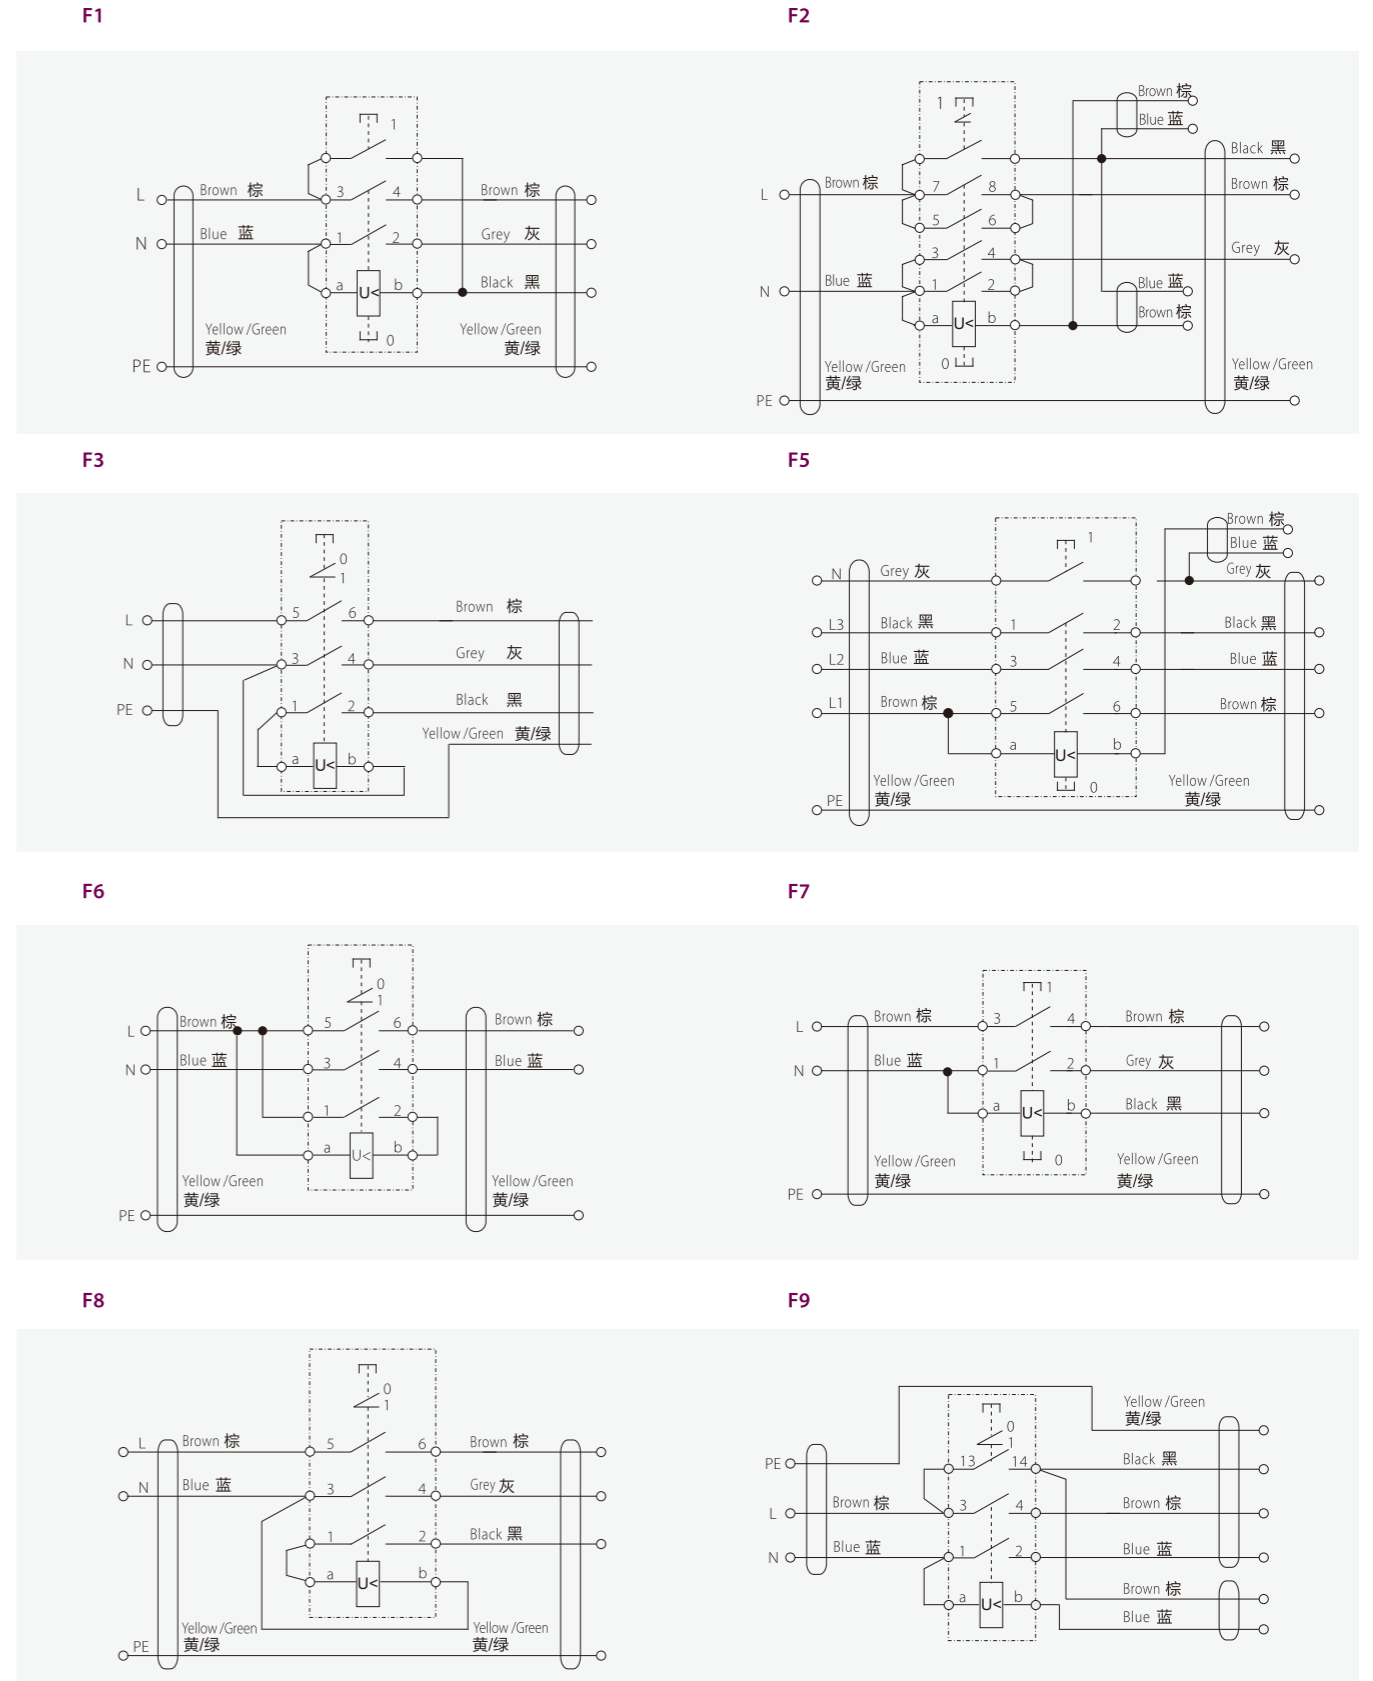 F1
F2
1
L
Brown 棕
3
4
Brown 棕
N
Blue 蓝
1
2
Grey 灰
a
U<
b
Black 黑
Yellow /Green
黄/绿
0
Yellow /Green
黄/绿
PE
1
Brown 棕
Blue 蓝
Black 黑
L
Brown 棕
7
8
Brown 棕
5
6
3
4
Grey 灰
N
Blue 蓝
1
2
Blue 蓝
Brown 棕
a
U<
b
0
Yellow /Green
黄/绿
Yellow /Green
黄/绿
PE
F3
F5
0
1
L
5
6
Brown 棕
N
3
4
Grey 灰
PE
1
2
Black 黑
Yellow /Green 黄/绿
a
U<
b
1
Brown 棕
Blue 蓝
N
Grey 灰
Grey 灰
L3
Black 黑
1
2
Black 黑
L2
Blue 蓝
3
4
Blue 蓝
L1
Brown 棕
5
6
Brown 棕
a
U<
b
0
Yellow /Green
黄/绿
Yellow /Green
黄/绿
PE
F6
F7
0
1
L
Brown 棕
5
6
Brown 棕
N
Blue 蓝
3
4
Blue 蓝
1
2
a
U<
b
Yellow /Green
黄/绿
Yellow /Green
黄/绿
PE
1
L
Brown 棕
3
4
Brown 棕
N
Blue 蓝
1
2
Grey 灰
a
U<
b
Black 黑
0
Yellow /Green
黄/绿
Yellow /Green
黄/绿
PE
F8
F9
0
1
L
Brown 棕
5
6
Brown 棕
N
Blue 蓝
3
4
Grey 灰
1
2
Black 黑
a
U<
b
Yellow /Green
黄/绿
Yellow /Green
黄/绿
PE
Yellow /Green
黄/绿
0
1
PE
13
14
Black 黑
L
Brown 棕
3
4
Brown 棕
N
Blue 蓝
1
2
Blue 蓝
a
U<
b
Brown 棕
Blue 蓝